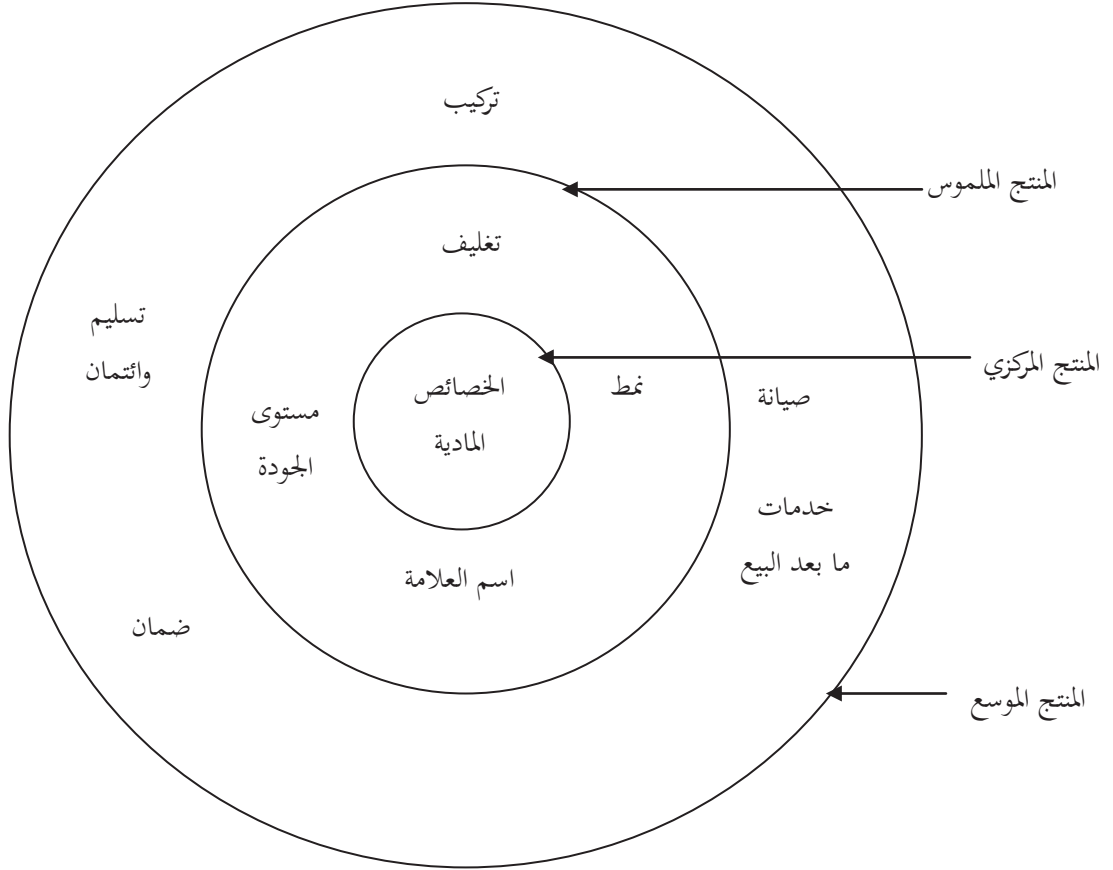 تركيب
المنتج الملموس
تغليف
تسليم
وائتمان
المنتج المركزي
الخصائص
المادية
نمط
صيانة
مستوى
الجودة
خدمات
ما بعد البيع
اسم العلامة
ضمان
المنتج الموسع